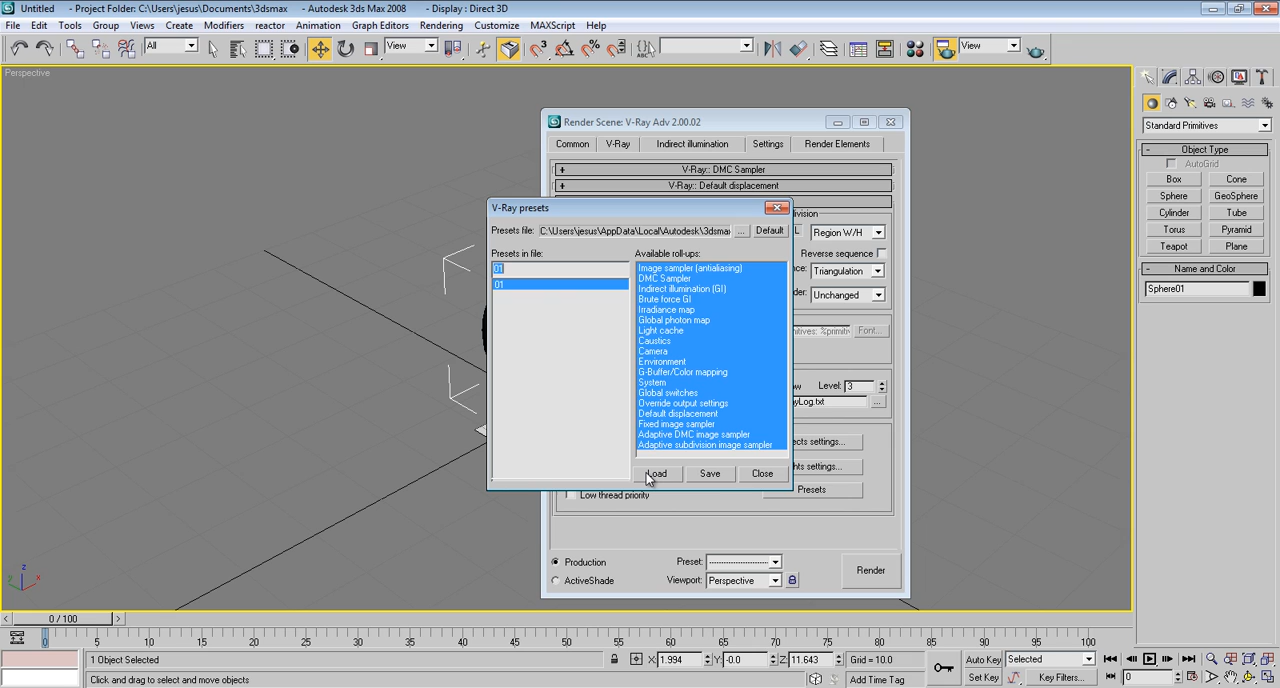 Untitled - Project Folder: C:\Users\jesus\Documents\3dsmax - Autodesk 3ds Max 2008 - Display : Direct 3D
File Edit Tools Group Views Create Modifiers reactor Animation Graph Editors Rendering Customize MAXScript Help
All View View
Perspective
Render Scene: V-Ray Adv 2.00.02
Common V-Ray Indirect illumination Settings Render Elements
V-Ray:: DMC Sampler
V-Ray:: Default displacement
V-Ray presets
Presets file: C:\Users\jesus\AppData\Local\Autodesk\3dsmax ... Default
Presets in file: Available roll-ups:
01
01
Image sampler (antialiasing)
DMC Sampler
Indirect illumination (GI)
Brute force GI
Irradiance map
Global photon map
Light cache
Caustics
Camera
Environment
G-Buffer/Color mapping
System
Global switches
Override output settings
Default displacement
Fixed image sampler
Adaptive DMC image sampler
Adaptive subdivision image sampler
Load Save Close
division
L Region W/H
Reverse sequence
ce: Triangulation
der: Unchanged
mitives: %primitiv Font...
ow Level: 3
yLog.txt ...
ects settings...
hts settings...
Low thread priority Presets
Production Preset: --------------------------
ActiveShade Viewport: Perspective
Render
Standard Primitives
Object Type
AutoGrid
Box Cone
Sphere GeoSphere
Cylinder Tube
Torus Pyramid
Teapot Plane
Name and Color
Sphere01
z
y x
0 / 100
0 5 10 15 20 25 30 35 40 45 50 55 60 65 70 75 80 85 90 95 100
1 Object Selected X: 1.994 Y: -0.0 Z: 11.643 Grid = 10.0 Auto Key Selected
Click and drag to select and move objects Add Time Tag Set Key Key Filters... 0